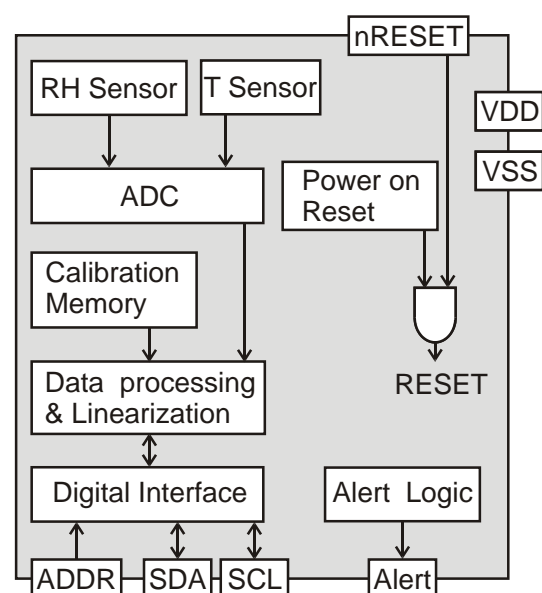 nRESET
RH Sensor
T Sensor
VDD
VSS
ADC
Power on
Reset
Calibration
Memory
RESET
Data processing
& Linearization
Digital Interface
Alert Logic
ADDR
SDA
SCL
Alert